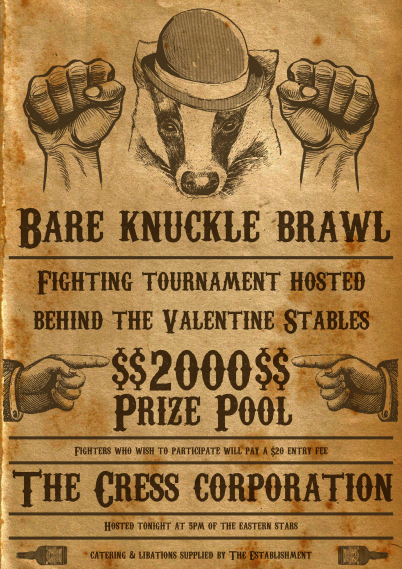 Bare knuckle brawl
Fighting tournament hosted
behind the Valentine Stables
$$2000$$
Prize Pool
Fighters who wish to participate will pay a $20 entry fee
The Cress corporation
Hosted tonight at 5pm of the eastern stars
catering & libations supplied by The Establishment